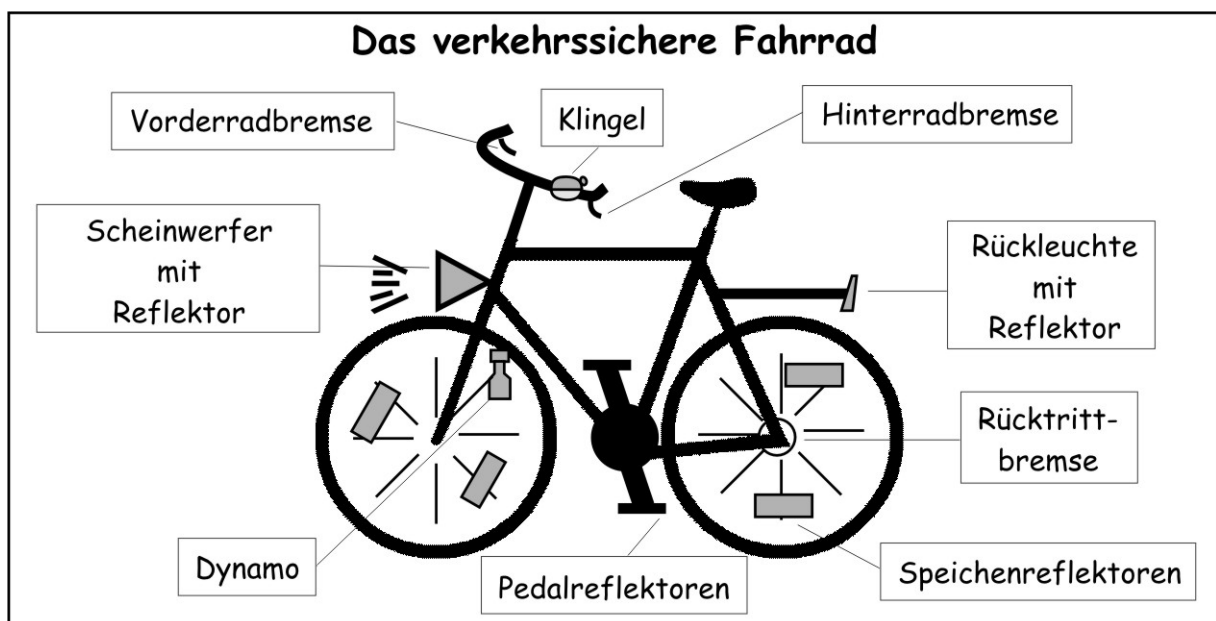 Das verkehrssichere Fahrrad
Vorderradbremse
Klingel
Hinterradbremse
Scheinwerfer
mit
Reflektor
Rückleuchte
mit
Reflektor
Rücktritt-
bremse
Dynamo
Pedalreflektoren
Speichenreflektoren